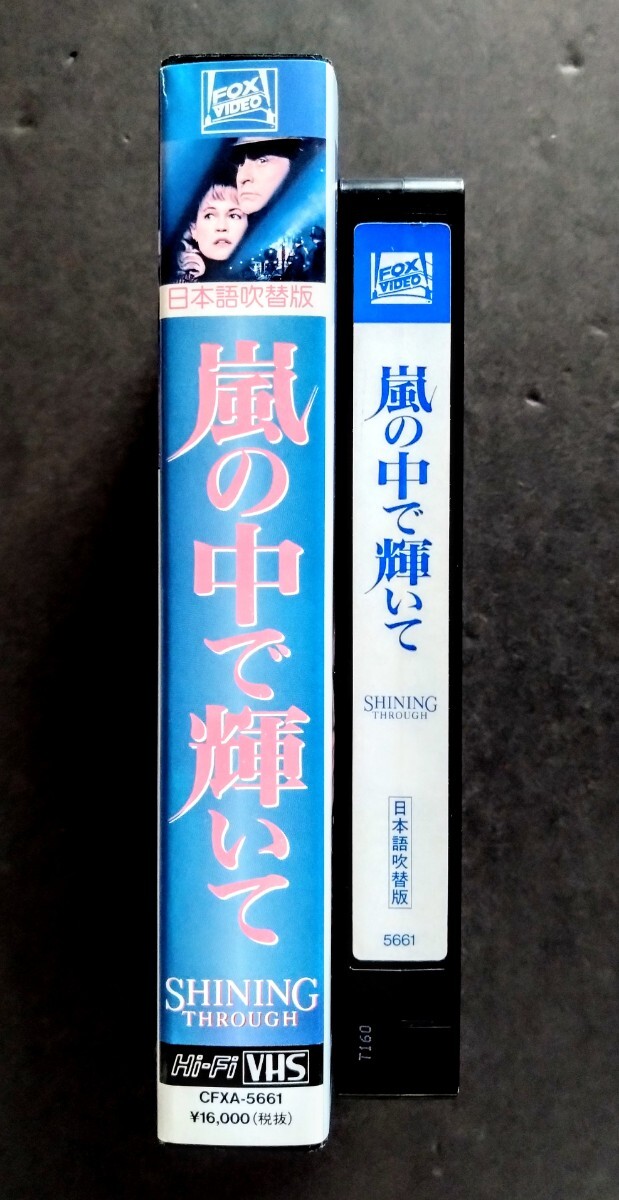 FOX
VIDEO
日本語吹替版
嵐の中で輝いて
SHINING
THROUGH
Hi-Fi VHS
CFXA-5661
¥16,000(税抜)
FOX
VIDEO
嵐の中で輝いて
SHINING
THROUGH
日本語吹替版
5661
T160